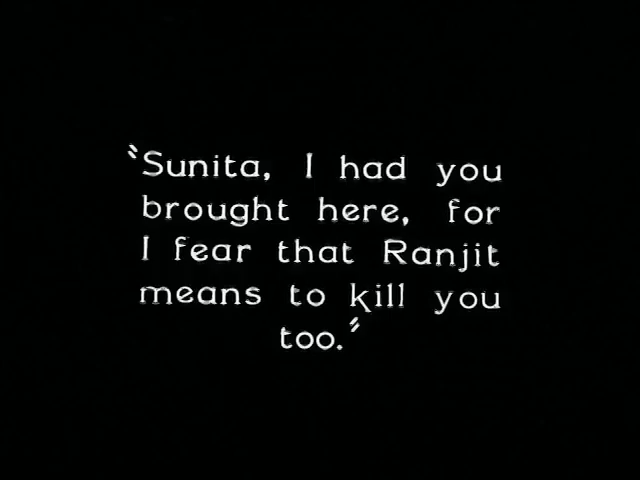 "Sunita, I had you
brought here, for
I fear that Ranjit
means to kill you
too."